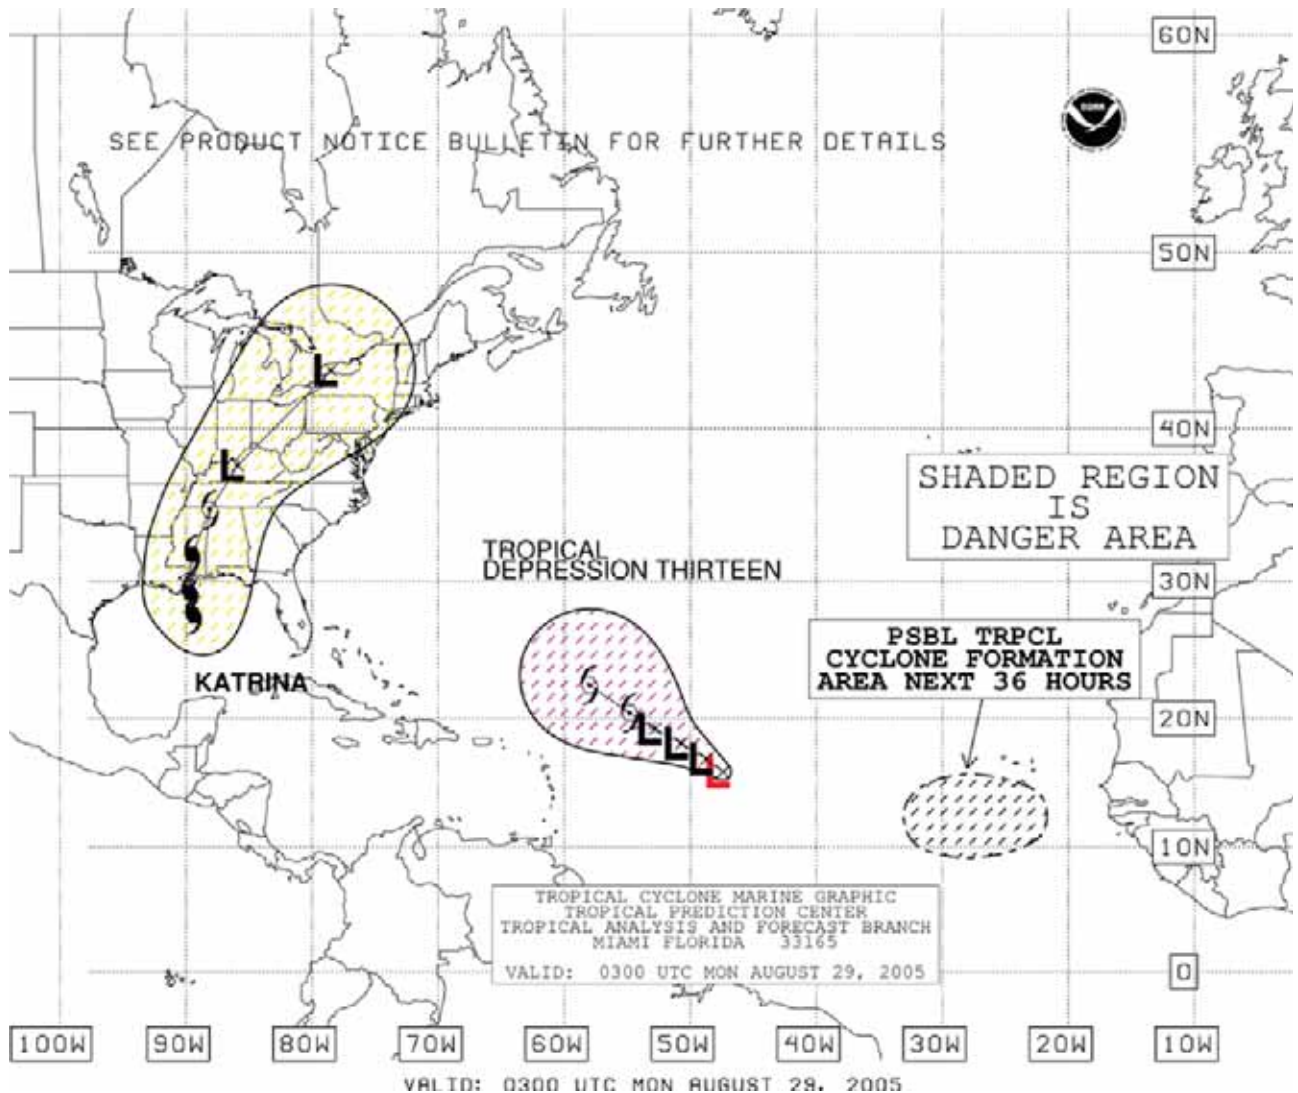 60N
SEE PRODUCT NOTICE BULLETIN FOR FURTHER DETAILS
50N
40N
SHADED REGION
IS
DANGER AREA
TROPICAL
DEPRESSION THIRTEEN
30N
PSBL TRPCL
CYCLONE FORMATION
AREA NEXT 36 HOURS
KATRINA
20N
10N
TROPICAL CYCLONE MARINE GRAPHIC
TROPICAL PREDICTION CENTER
TROPICAL ANALYSIS AND FORECAST BRANCH
MIAMI FLORIDA 33165
VALID: 0300 UTC MON AUGUST 29, 2005
0
100W 90W 80W 70W 60W 50W 40W 30W 20W 10W
VALID: 0300 UTC MON AUGUST 29, 2005